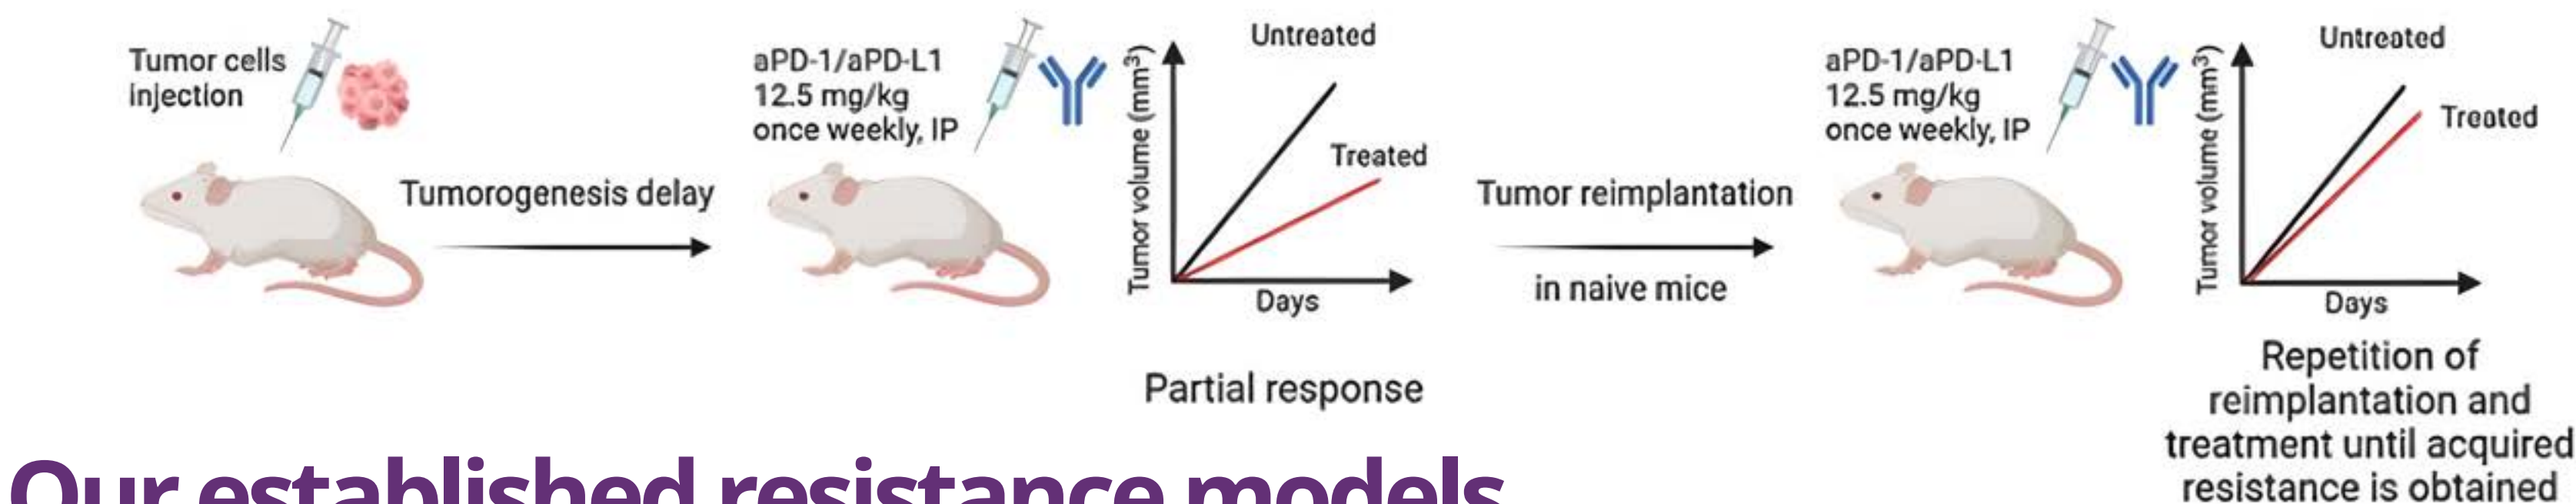 Tumor cells
injection
Tumorogenesis delay
aPD-1/aPD-L1
12.5 mg/kg
once weekly, IP
Tumor volume (mm³)
Untreated
Treated
Days
Partial response
Tumor reimplantation
in naive mice
aPD-1/aPD-L1
12.5 mg/kg
once weekly, IP
Tumor volume (mm³)
Untreated
Treated
Days
Repetition of
reimplantation and
treatment until acquired
resistance is obtained
Our established resistance models